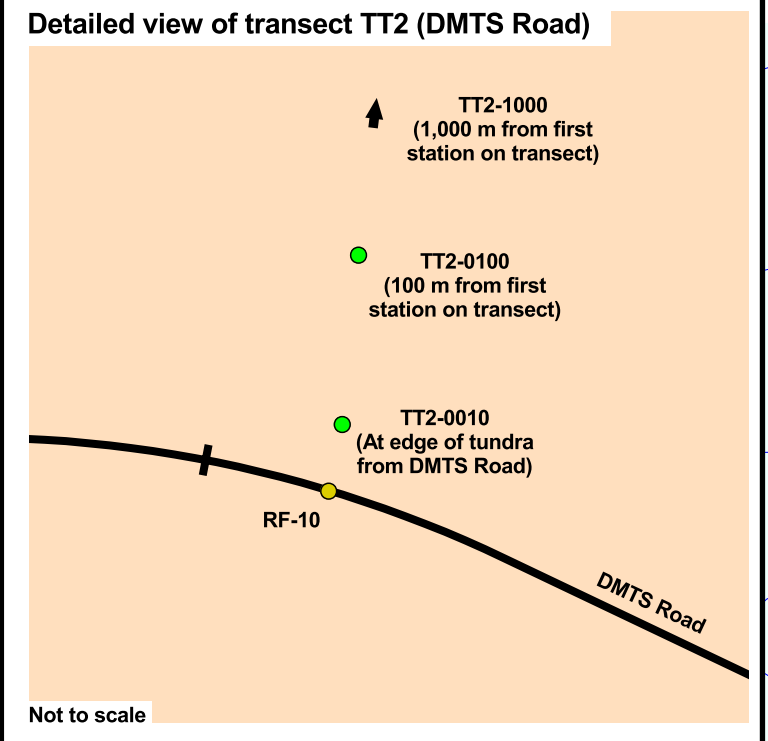 Detailed view of transect TT2 (DMTS Road)
TT2-1000
(1,000 m from first
station on transect)
TT2-0100
(100 m from first
station on transect)
TT2-0010
(At edge of tundra
from DMTS Road)
RF-10
DMTS Road
Not to scale